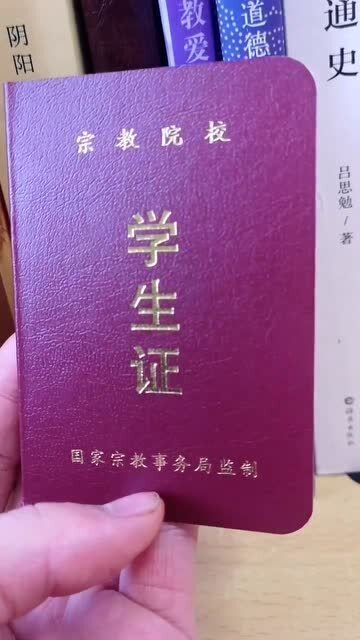 宗教院校
学生证
国家宗教事务局监制
阴阳
教爱
道德
通史
吕思勉/著